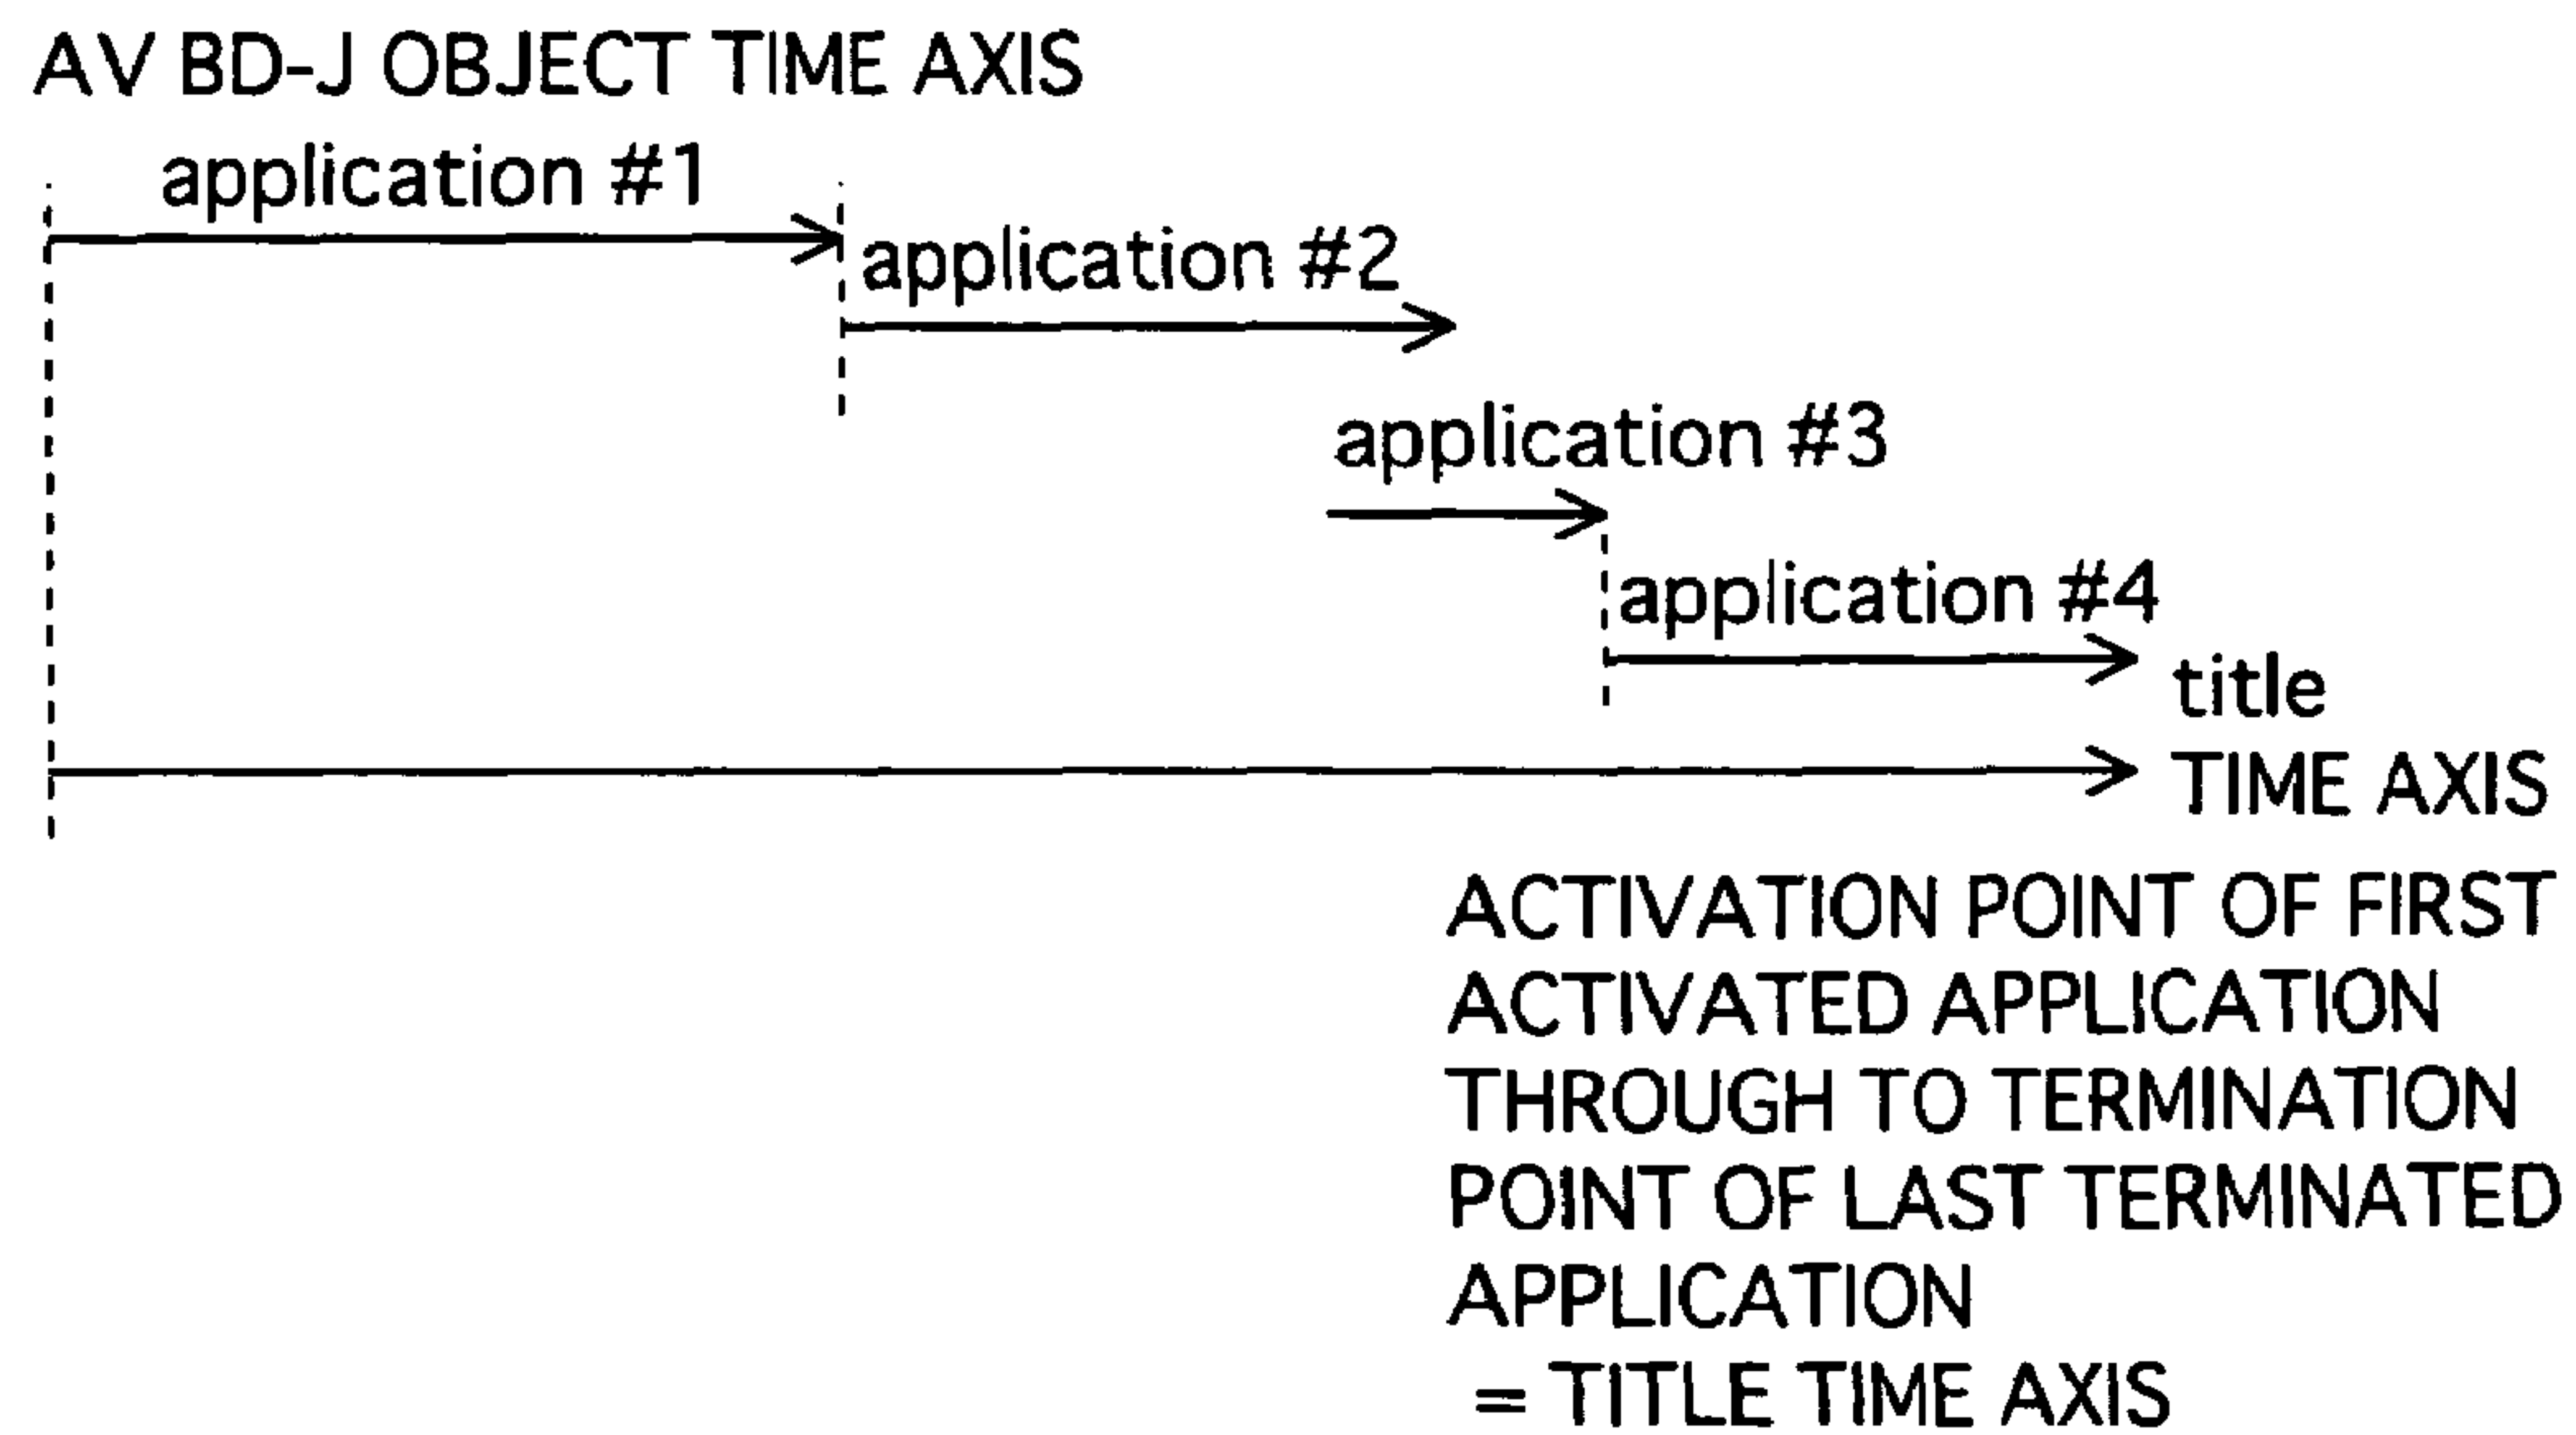 AV BD-J OBJECT TIME AXIS
application #1
application #2
application #3
application #4
title
TIME AXIS
ACTIVATION POINT OF FIRST
ACTIVATED APPLICATION
THROUGH TO TERMINATION
POINT OF LAST TERMINATED
APPLICATION
= TITLE TIME AXIS